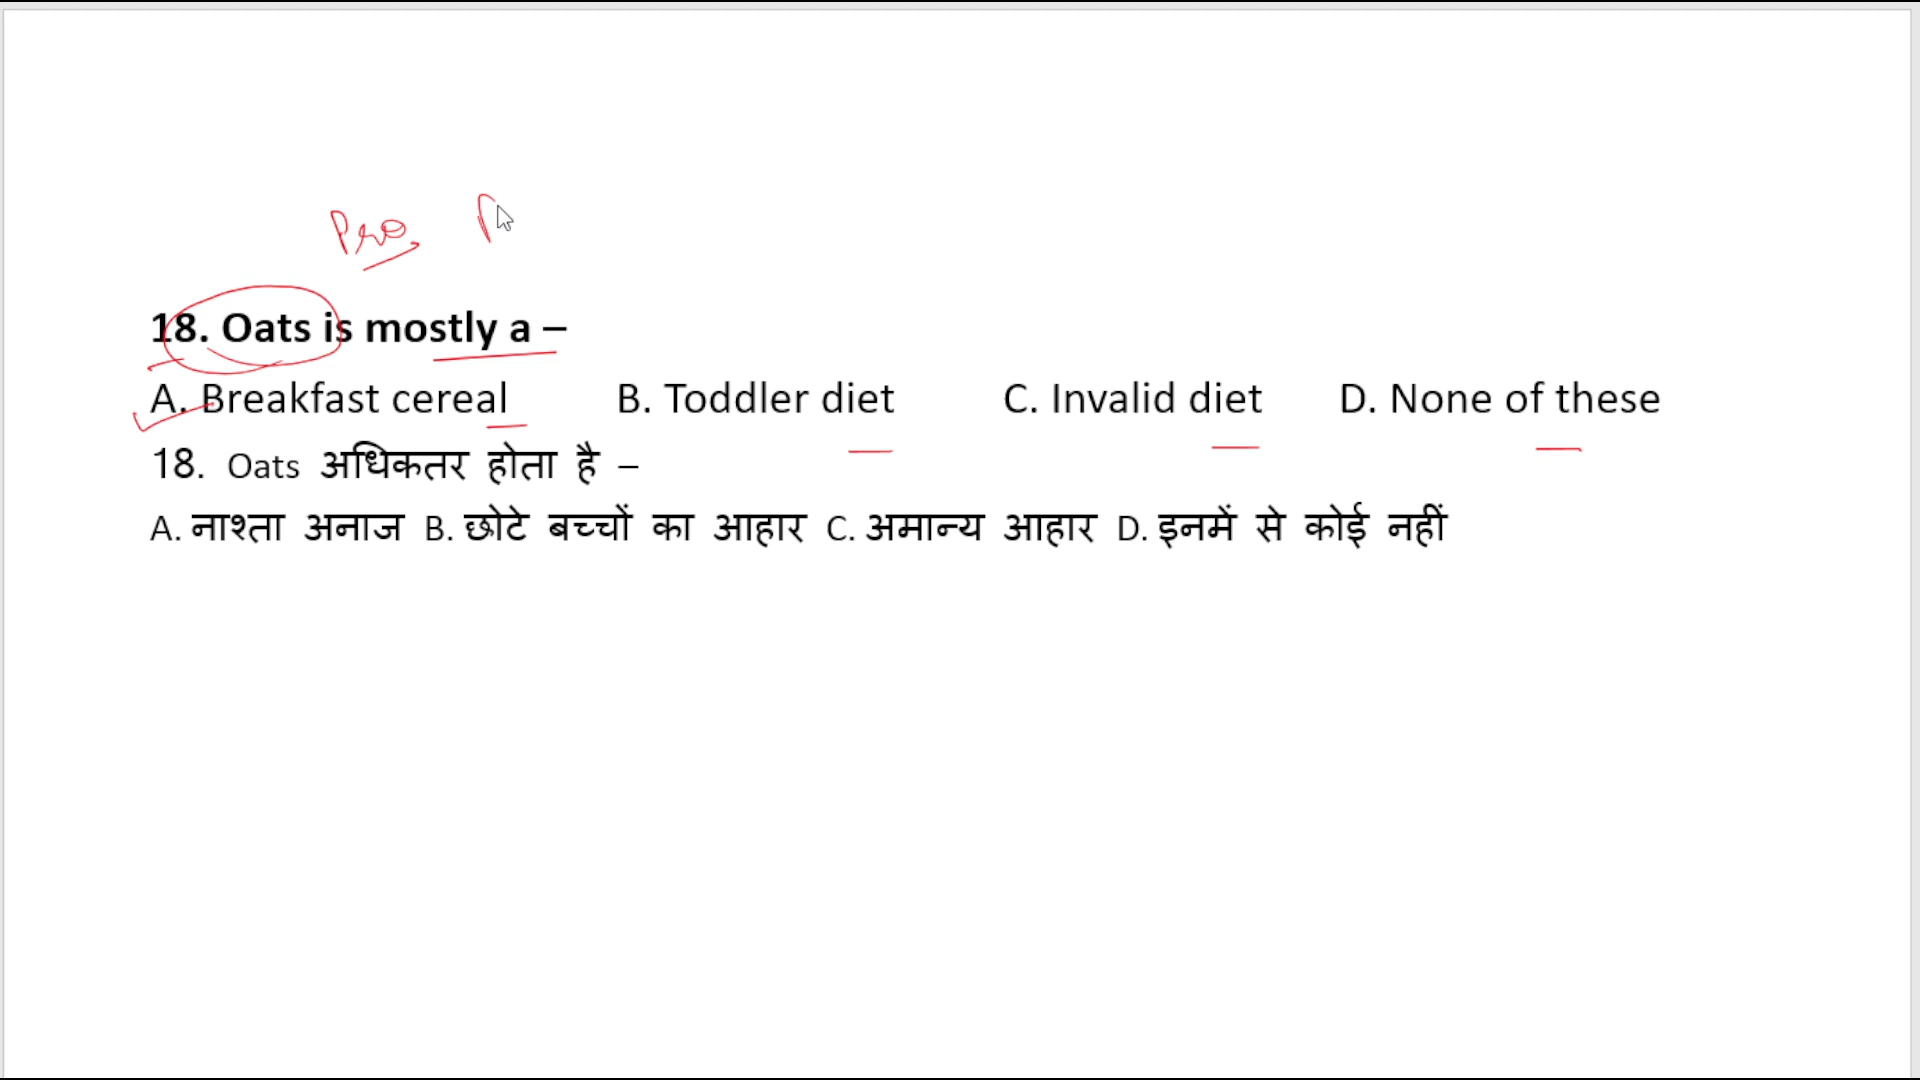 Pro,
18. Oats is mostly a –
A. Breakfast cereal B. Toddler diet C. Invalid diet D. None of these
18. Oats अधिकतर होता है –
A. नाश्ता अनाज B. छोटे बच्चों का आहार C. अमान्य आहार D. इनमें से कोई नहीं